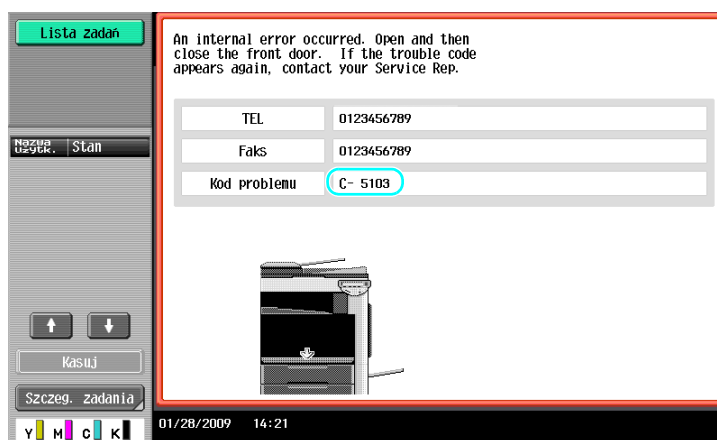 Lista zadań
An internal error occurred. Open and then
close the front door. If the trouble code
appears again, contact your Service Rep.
TEL 0123456789
Nazwa użytk. Stan
Faks 0123456789
Kod problemu C- 5103
Kasuj
Szczeg. zadania
Y M C K
01/28/2009 14:21